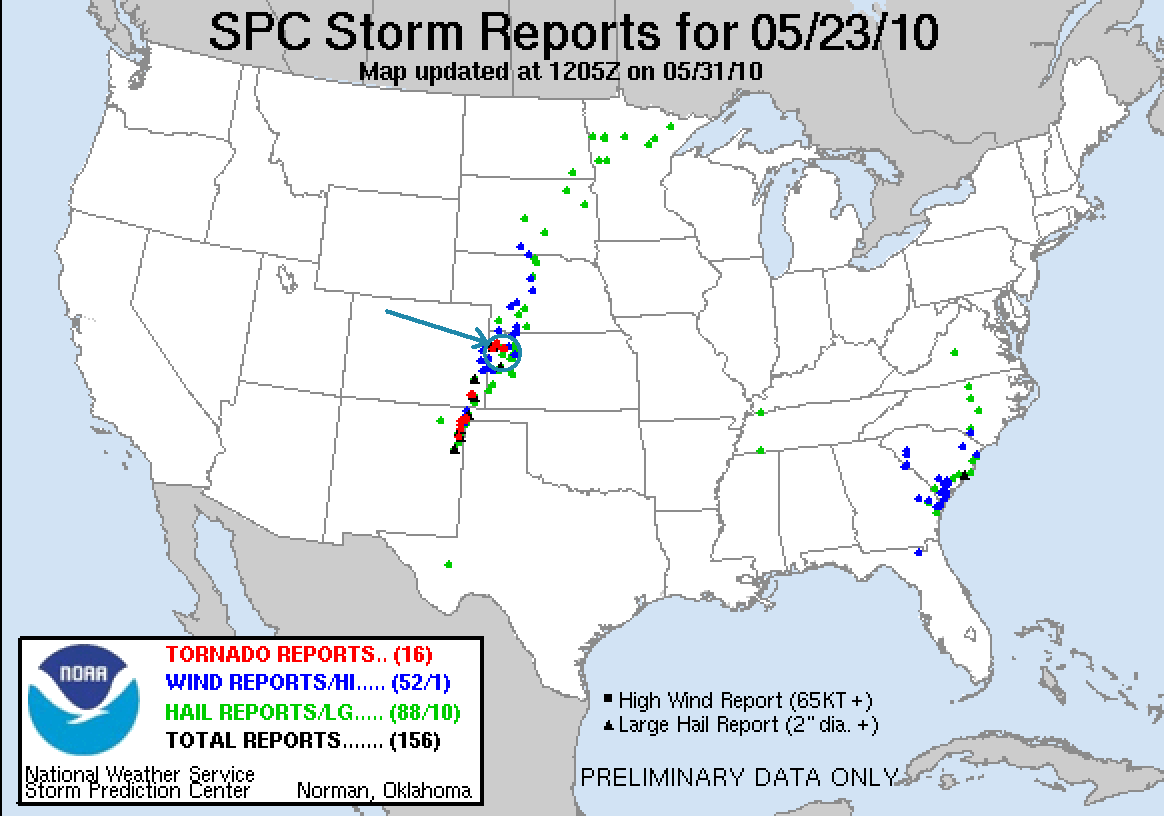 SPC Storm Reports for 05/23/10
Map updated at 1205Z on 05/31/10
NOAA
TORNADO REPORTS.. (16)
WIND REPORTS/HI..... (52/1)
HAIL REPORTS/LG..... (88/10)
TOTAL REPORTS....... (156)
National Weather Service
Storm Prediction Center Norman, Oklahoma
High Wind Report (65KT +)
Large Hail Report (2" dia. +)
PRELIMINARY DATA ONLY